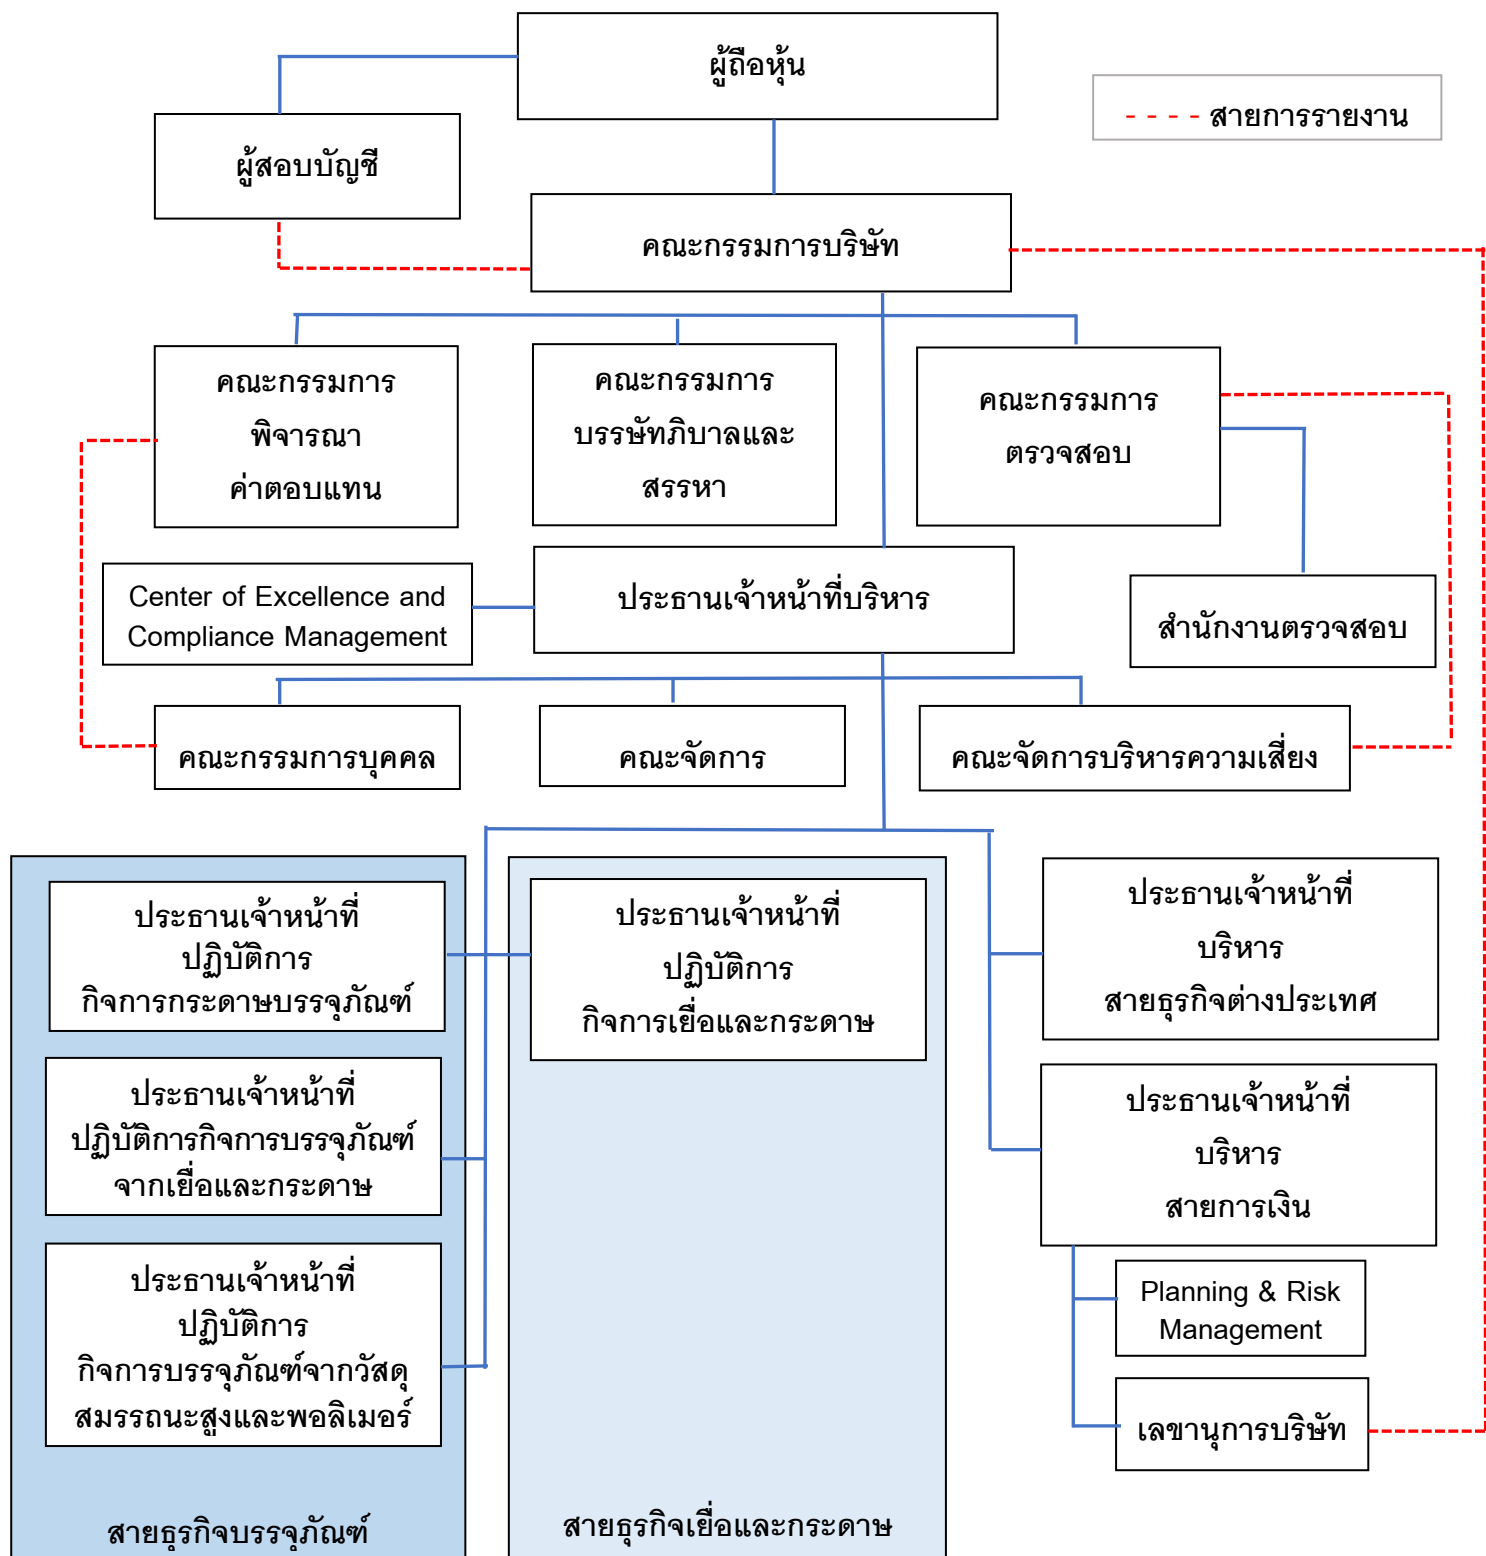 ผู้ถือหุ้น
- - - - สายการรายงาน
ผู้สอบบัญชี
คณะกรรมการบริษัท
คณะกรรมการ
พิจารณา
ค่าตอบแทน
คณะกรรมการ
บรรษัทภิบาลและ
สรรหา
คณะกรรมการ
ตรวจสอบ
Center of Excellence and
Compliance Management
ประธานเจ้าหน้าที่บริหาร
สำนักงานตรวจสอบ
คณะกรรมการบุคคล
คณะจัดการ
คณะจัดการบริหารความเสี่ยง
ประธานเจ้าหน้าที่
ปฏิบัติการ
กิจการกระดาษบรรจุภัณฑ์
ประธานเจ้าหน้าที่
ปฏิบัติการ
กิจการเยื่อและกระดาษ
ประธานเจ้าหน้าที่
บริหาร
สายธุรกิจต่างประเทศ
ประธานเจ้าหน้าที่
ปฏิบัติการกิจการบรรจุภัณฑ์
จากเยื่อและกระดาษ
ประธานเจ้าหน้าที่
บริหาร
สายการเงิน
ประธานเจ้าหน้าที่
ปฏิบัติการ
กิจการบรรจุภัณฑ์จากวัสดุ
สมรรถนะสูงและพอลิเมอร์
Planning & Risk
Management
เลขานุการบริษัท
สายธุรกิจบรรจุภัณฑ์
สายธุรกิจเยื่อและกระดาษ